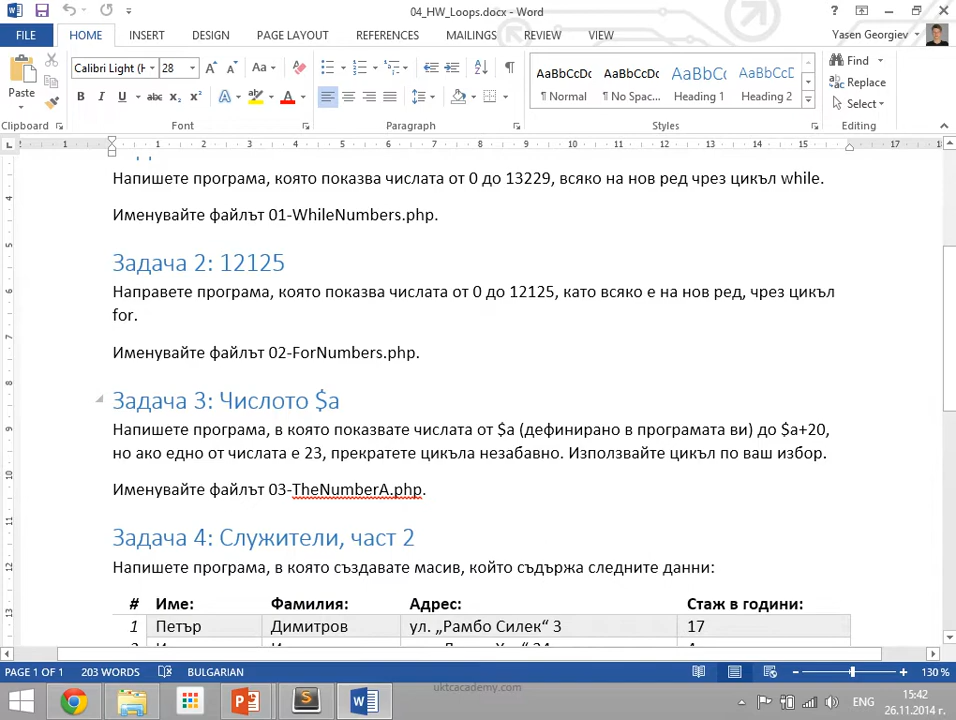 04_HW_Loops.docx - Word
FILE HOME INSERT DESIGN PAGE LAYOUT REFERENCES MAILINGS REVIEW VIEW Yasen Georgiev
Calibri Light (H 28
Find
Replace
Select
Paste
AaBbCcDc AaBbCcDc AaBbC AaBbCcD
¶ Normal ¶ No Spac... Heading 1 Heading 2
Clipboard Font Paragraph Styles Editing
Напишете програма, която показва числата от 0 до 13229, всяко на нов ред чрез цикъл while.
Именувайте файлът 01-WhileNumbers.php.
Задача 2: 12125
Направете програма, която показва числата от 0 до 12125, като всяко е на нов ред, чрез цикъл
for.
Именувайте файлът 02-ForNumbers.php.
Задача 3: Числото $a
Напишете програма, в която показвате числата от $a (дефинирано в програмата ви) до $a+20,
но ако едно от числата е 23, прекратете цикъла незабавно. Използвайте цикъл по ваш избор.
Именувайте файлът 03-TheNumberA.php.
Задача 4: Служители, част 2
Напишете програма, в която създавате масив, който съдържа следните данни:
# Име: Фамилия: Адрес: Стаж в години:
1 Петър Димитров ул. „Рамбо Силек“ 3 17
PAGE 1 OF 1 203 WORDS BULGARIAN 130 %
uktcacademy.com
ENG
15:42
26.11.2014 г.